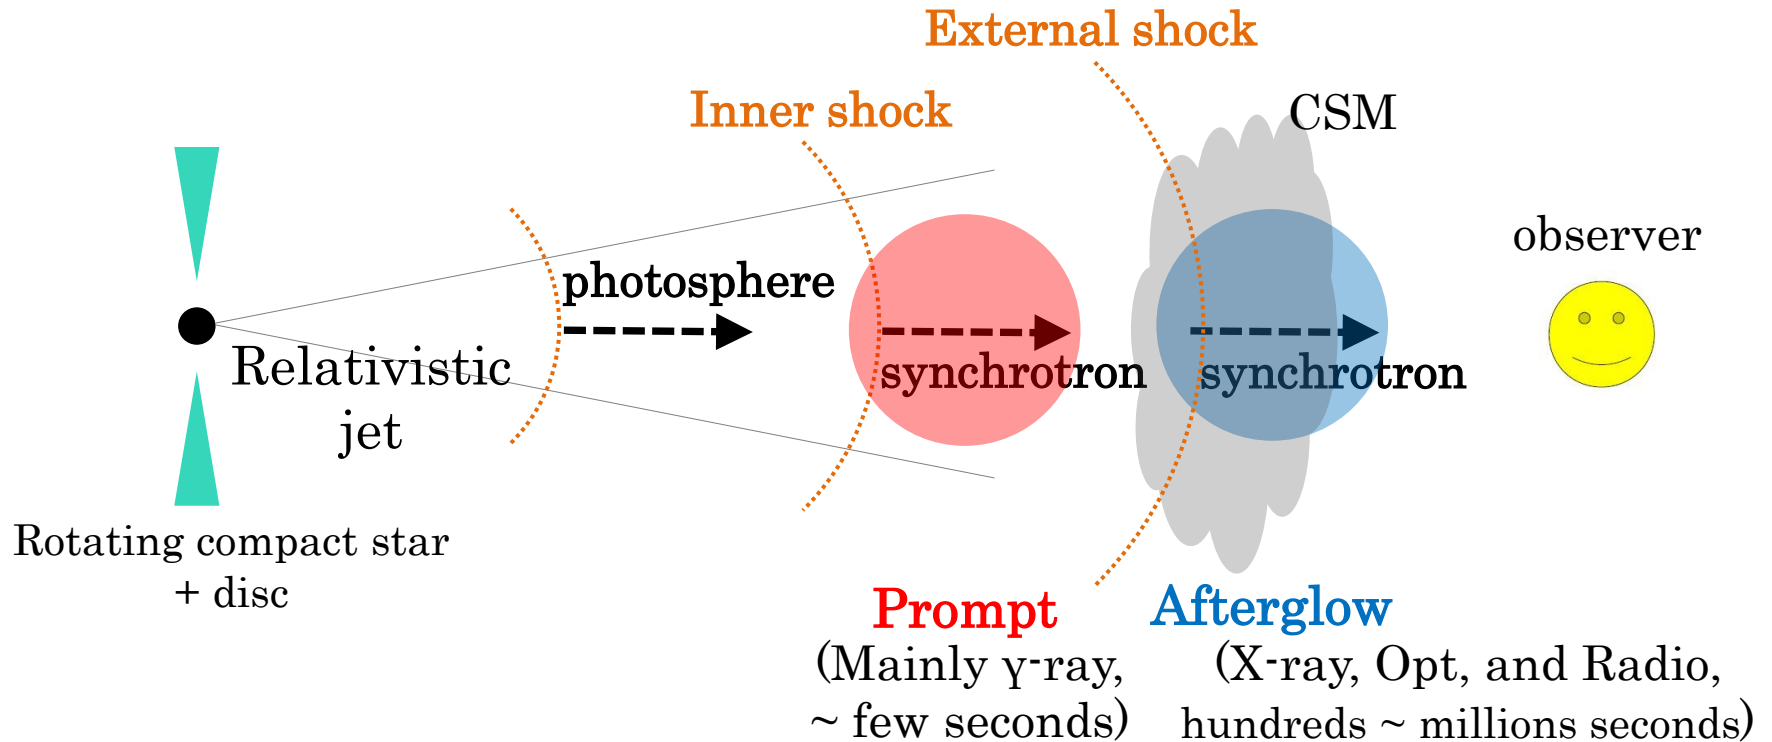 External shock
Inner shock
CSM
observer
photosphere
Relativistic
jet
synchrotron
synchrotron
Rotating compact star
+ disc
Prompt
(Mainly γ-ray,
~ few seconds)
Afterglow
(X-ray, Opt, and Radio,
hundreds ~ millions seconds)